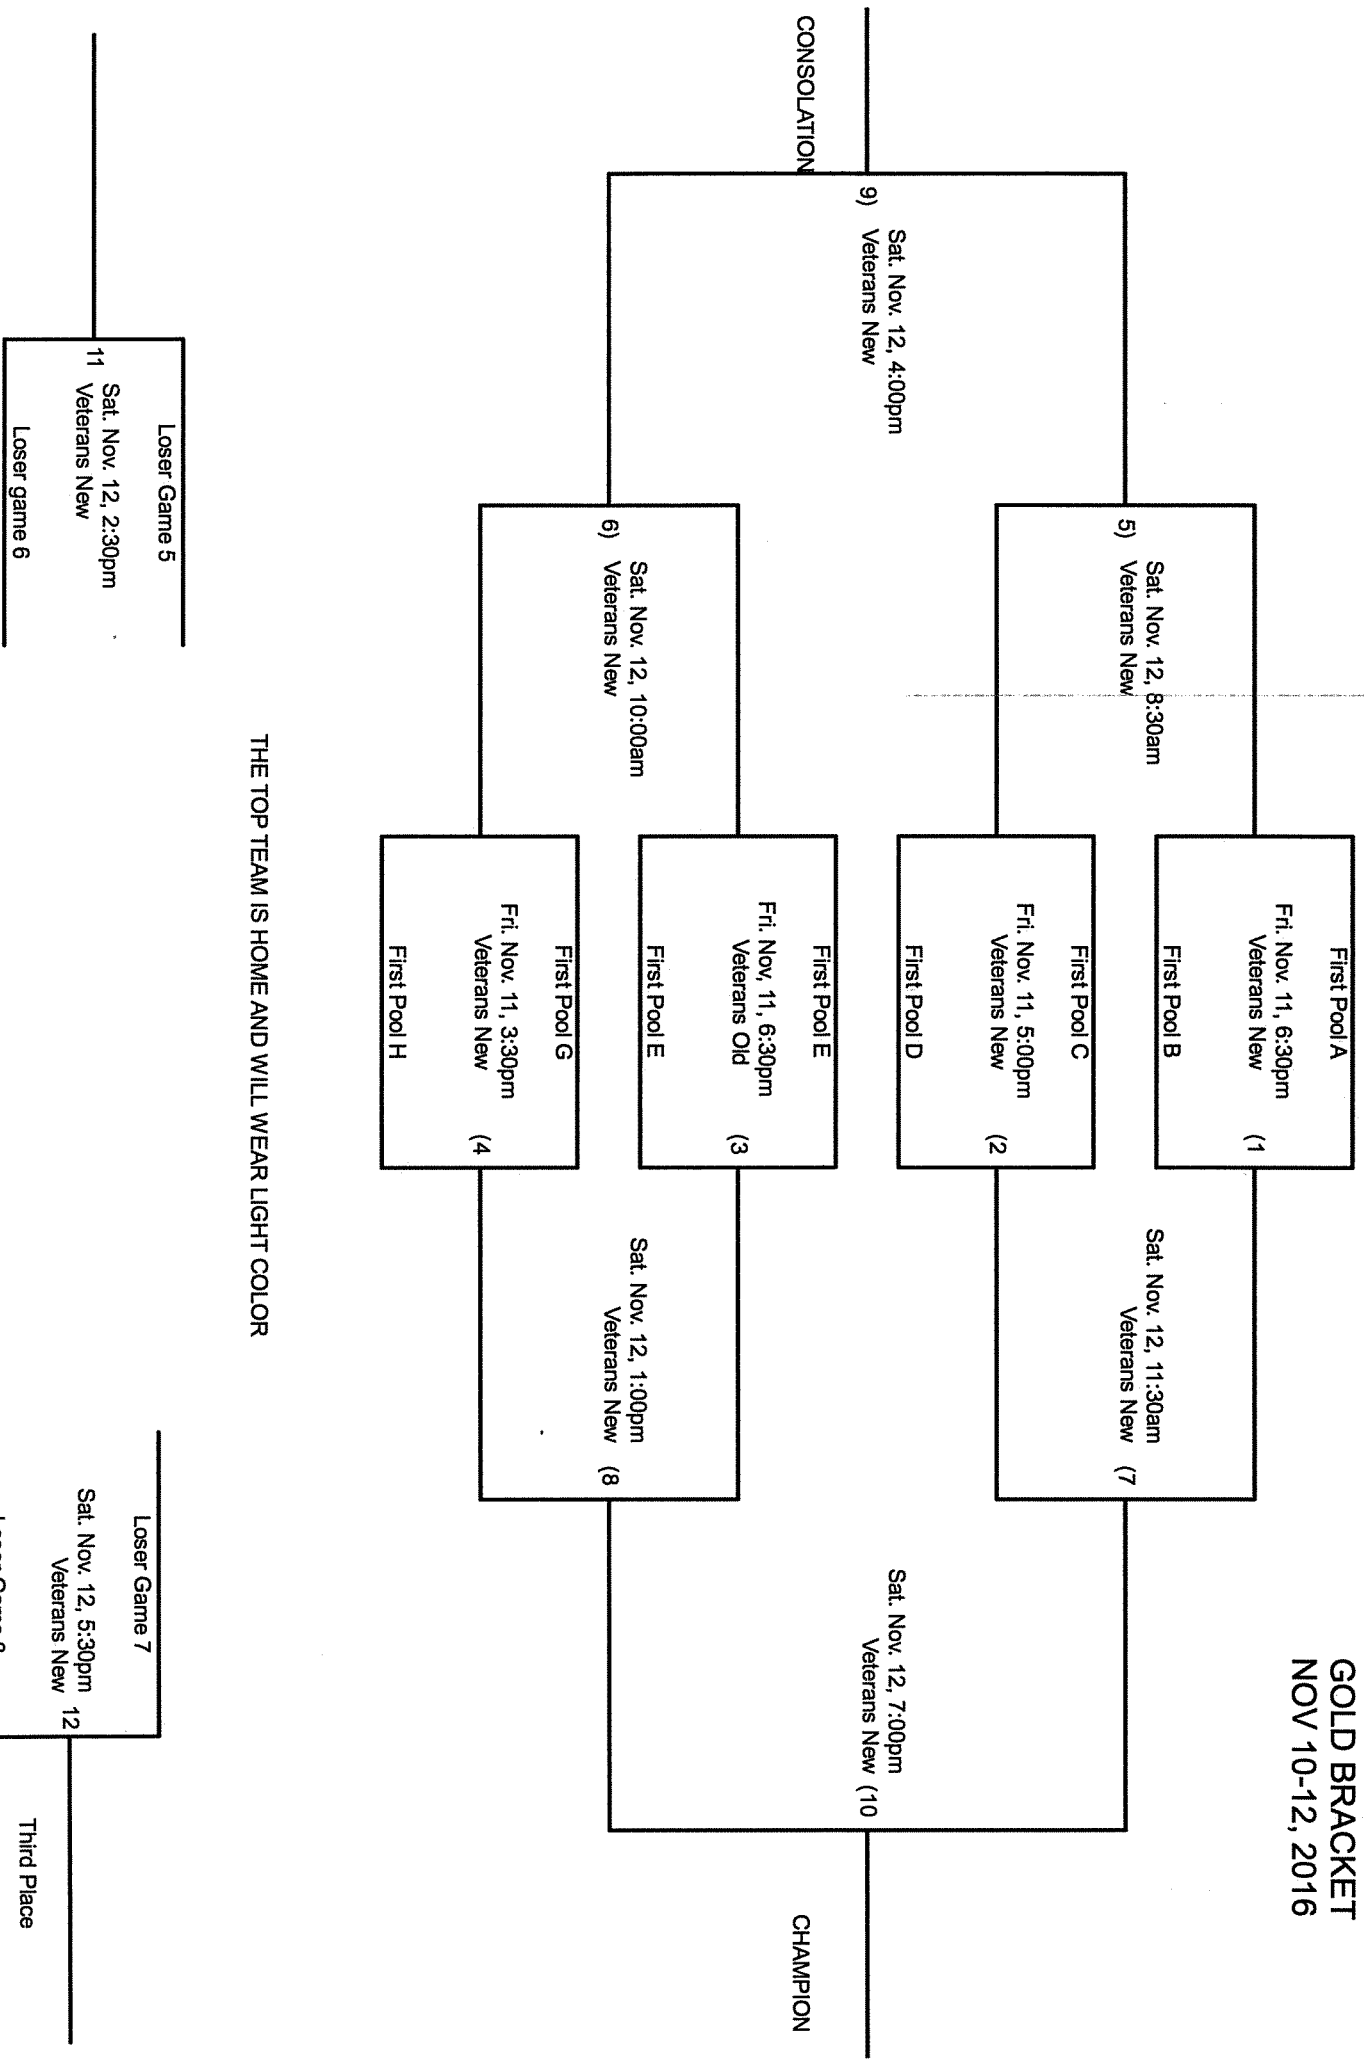 GOLD BRACKET
NOV 10-12, 2016
First Pool A
Fri. Nov. 11, 6:30pm
Veterans New
(1
First Pool B
Sat. Nov. 12, 8:30am
5) Veterans New
Sat. Nov. 12, 11:30am
Veterans New (7
First Pool C
Fri. Nov. 11, 5:00pm
Veterans New
(2
First Pool D
Sat. Nov. 12, 4:00pm
9) Veterans New
CONSOLATION
Sat. Nov. 12, 7:00pm
Veterans New (10
CHAMPION
First Pool E
Fri. Nov, 11, 6:30pm
Veterans Old
(3
First Pool E
Sat. Nov. 12, 10:00am
6) Veterans New
Sat. Nov. 12, 1:00pm
Veterans New (8
First Pool G
Fri. Nov. 11, 3:30pm
Veterans New
(4
First Pool H
THE TOP TEAM IS HOME AND WILL WEAR LIGHT COLOR
Loser Game 5
Sat. Nov. 12, 2:30pm
11 Veterans New
Loser game 6
Loser Game 7
Sat. Nov. 12, 5:30pm
Veterans New 12
Third Place